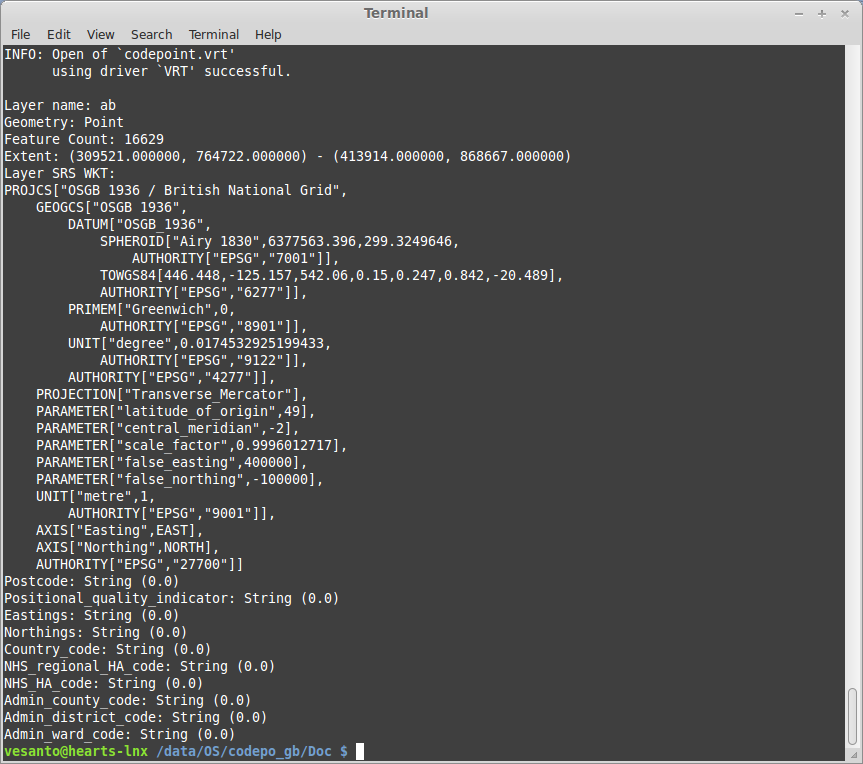 Terminal
File Edit View Search Terminal Help
INFO: Open of `codepoint.vrt'
      using driver `VRT' successful.

Layer name: ab
Geometry: Point
Feature Count: 16629
Extent: (309521.000000, 764722.000000) - (413914.000000, 868667.000000)
Layer SRS WKT:
PROJCS["OSGB 1936 / British National Grid",
    GEOGCS["OSGB 1936",
        DATUM["OSGB_1936",
            SPHEROID["Airy 1830",6377563.396,299.3249646,
                AUTHORITY["EPSG","7001"]],
            TOWGS84[446.448,-125.157,542.06,0.15,0.247,0.842,-20.489],
            AUTHORITY["EPSG","6277"]],
        PRIMEM["Greenwich",0,
            AUTHORITY["EPSG","8901"]],
        UNIT["degree",0.0174532925199433,
            AUTHORITY["EPSG","9122"]],
        AUTHORITY["EPSG","4277"]],
    PROJECTION["Transverse_Mercator"],
    PARAMETER["latitude_of_origin",49],
    PARAMETER["central_meridian",-2],
    PARAMETER["scale_factor",0.9996012717],
    PARAMETER["false_easting",400000],
    PARAMETER["false_northing",-100000],
    UNIT["metre",1,
        AUTHORITY["EPSG","9001"]],
    AXIS["Easting",EAST],
    AXIS["Northing",NORTH],
    AUTHORITY["EPSG","27700"]]
Postcode: String (0.0)
Positional_quality_indicator: String (0.0)
Eastings: String (0.0)
Northings: String (0.0)
Country_code: String (0.0)
NHS_regional_HA_code: String (0.0)
NHS_HA_code: String (0.0)
Admin_county_code: String (0.0)
Admin_district_code: String (0.0)
Admin_ward_code: String (0.0)
vesanto@hearts-lnx /data/OS/codepo_gb/Doc $